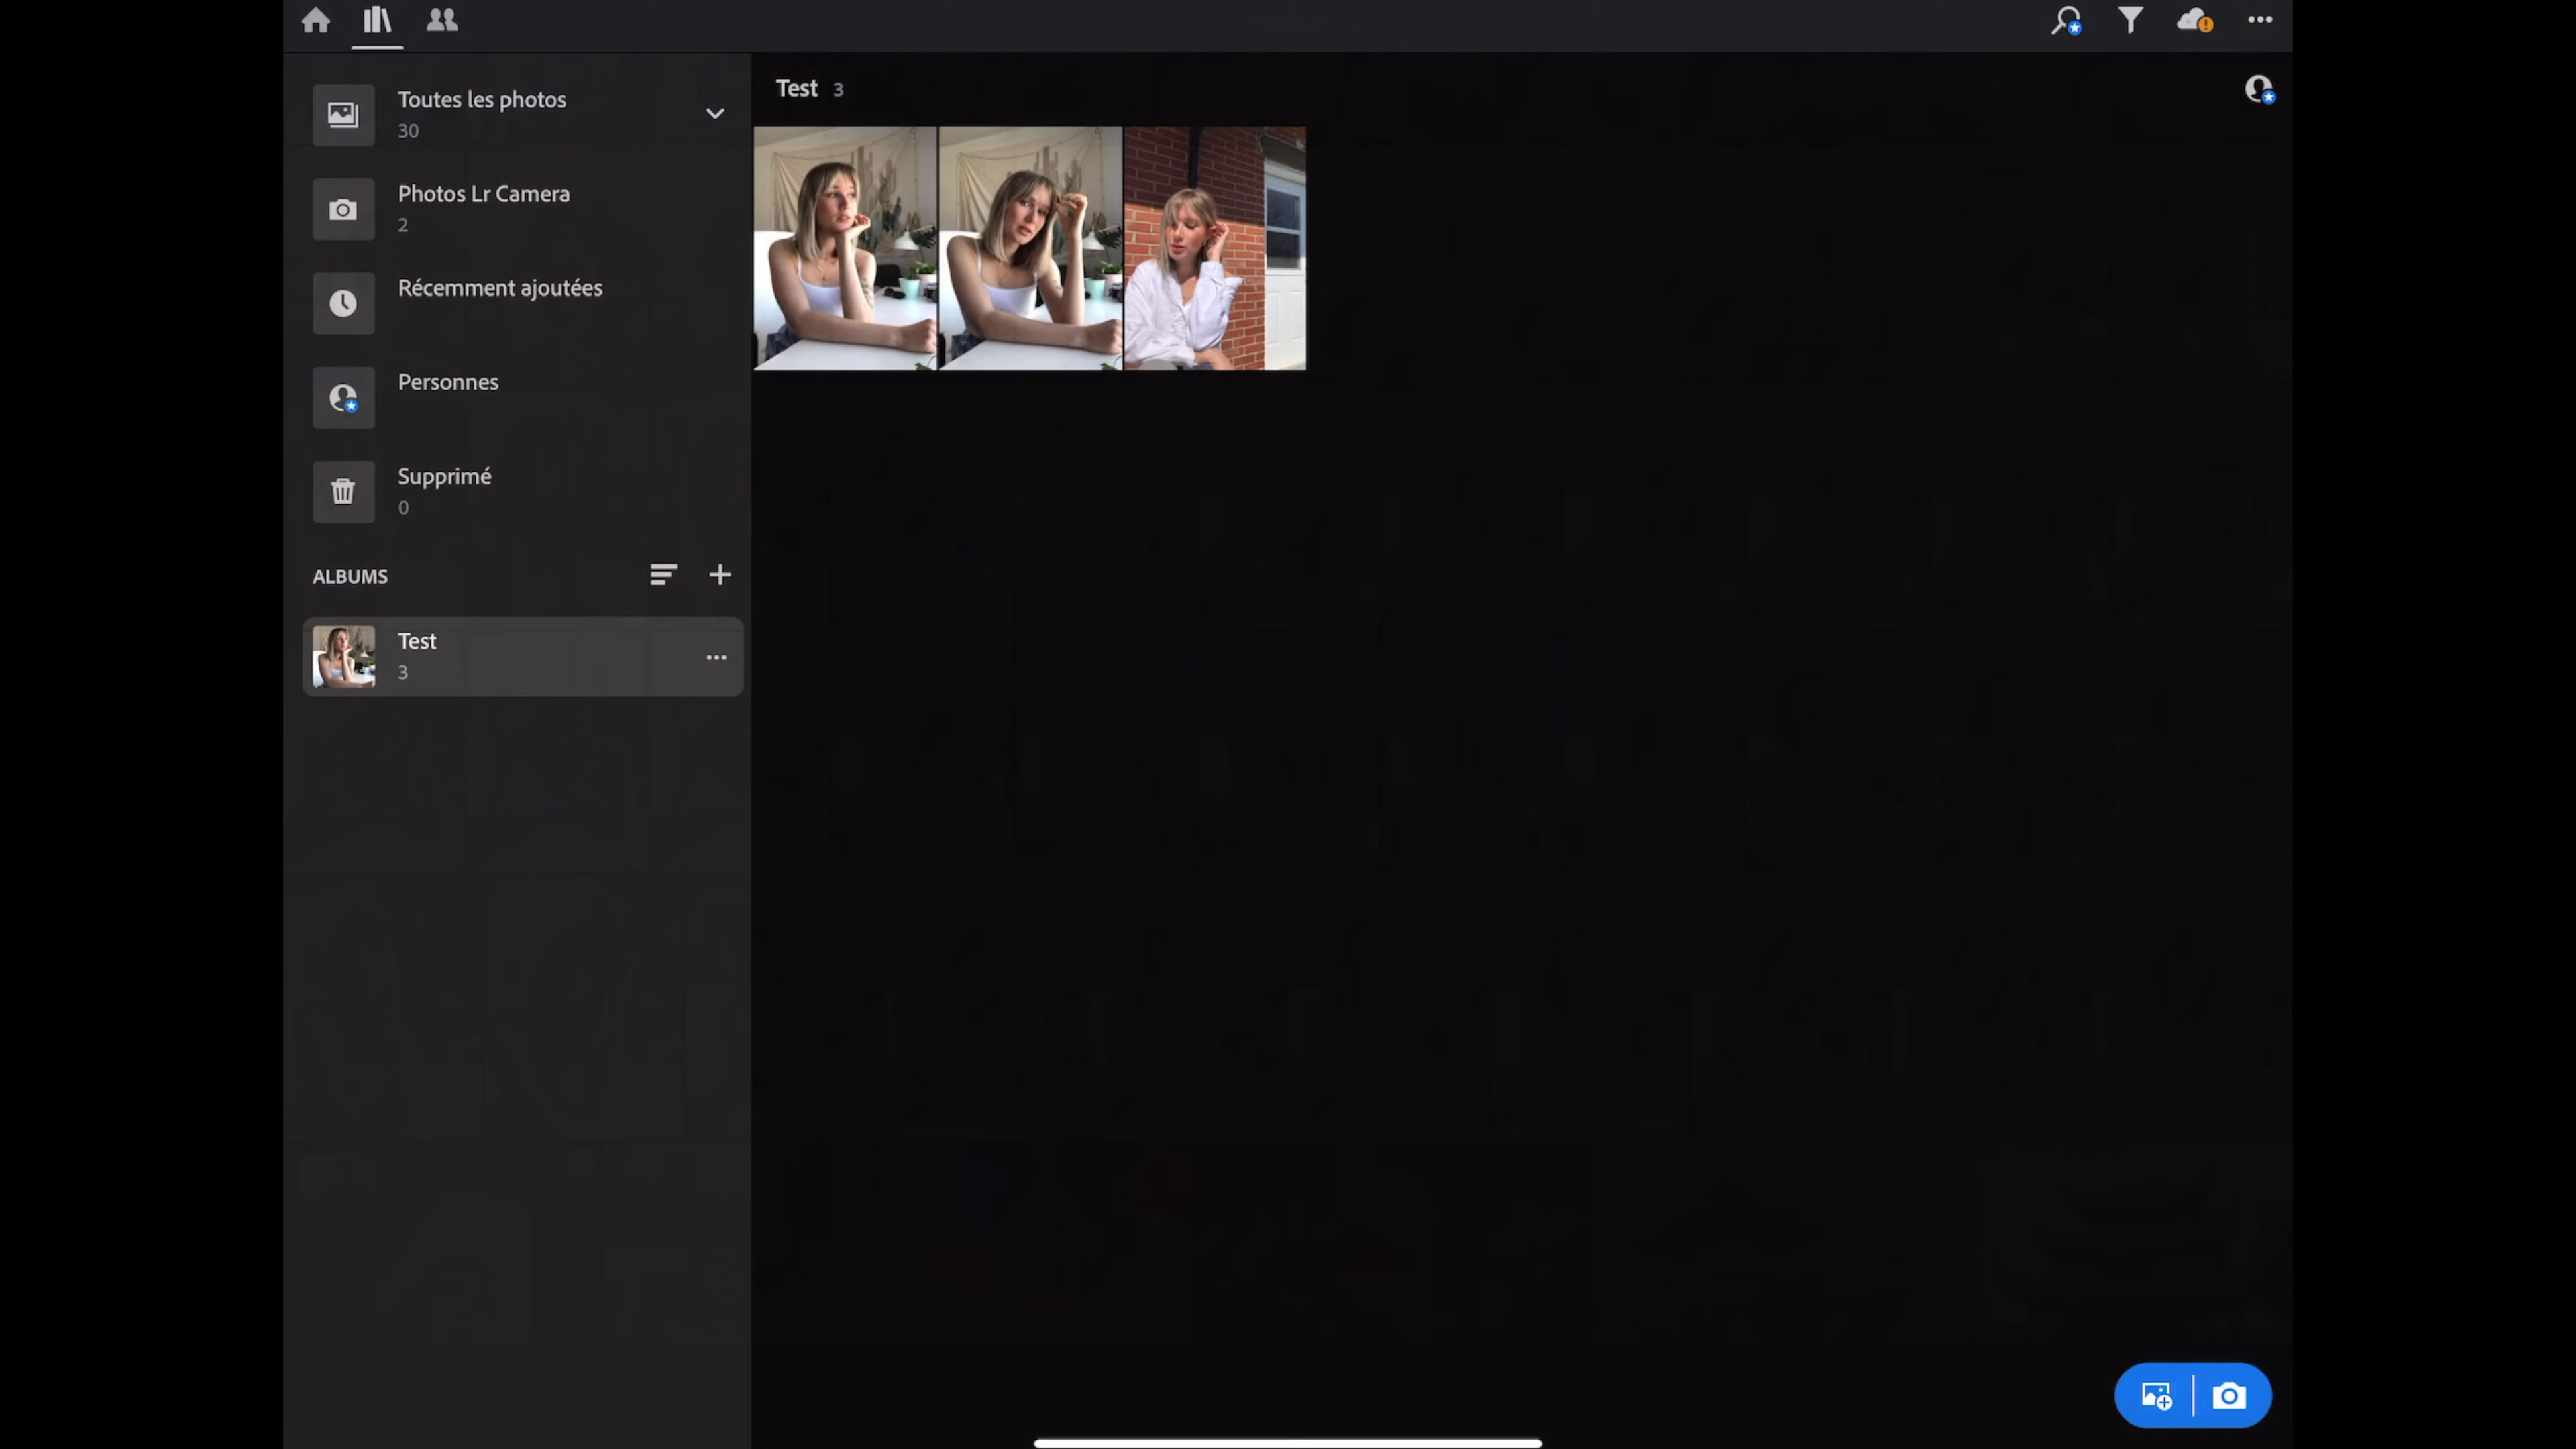 Toutes les photos
30
Photos Lr Camera
2
Récemment ajoutées
Personnes
Supprimé
0
ALBUMS
Test
3
Test 3